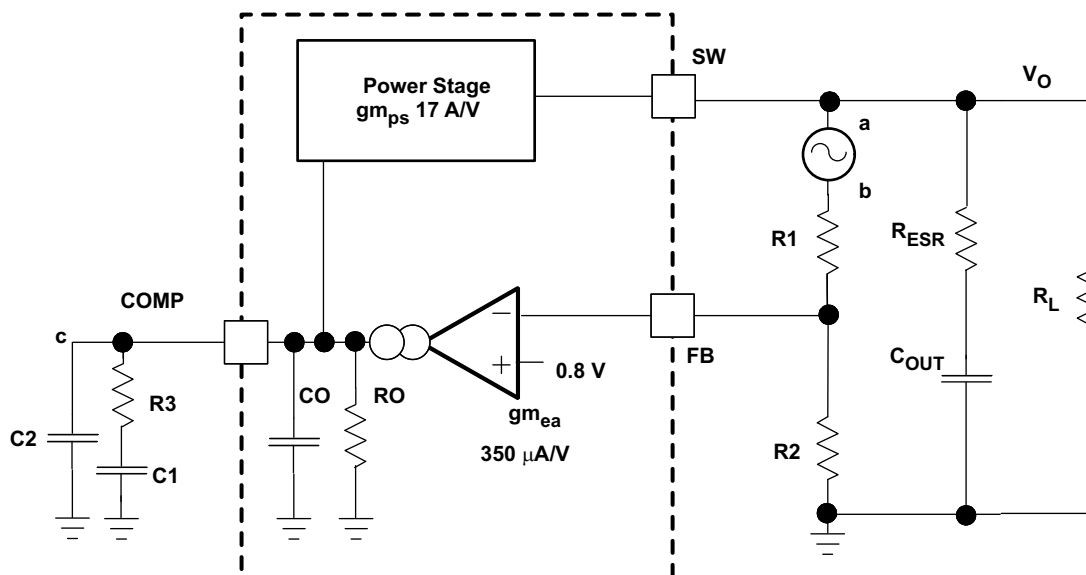 SW
Power Stage
gm_ps 17 A/V
V_O
a
b
R1
R_ESR
R_L
COMP
c
R3
C2
C1
CO
RO
−
+
0.8 V
FB
gm_ea
350 μA/V
C_OUT
R2